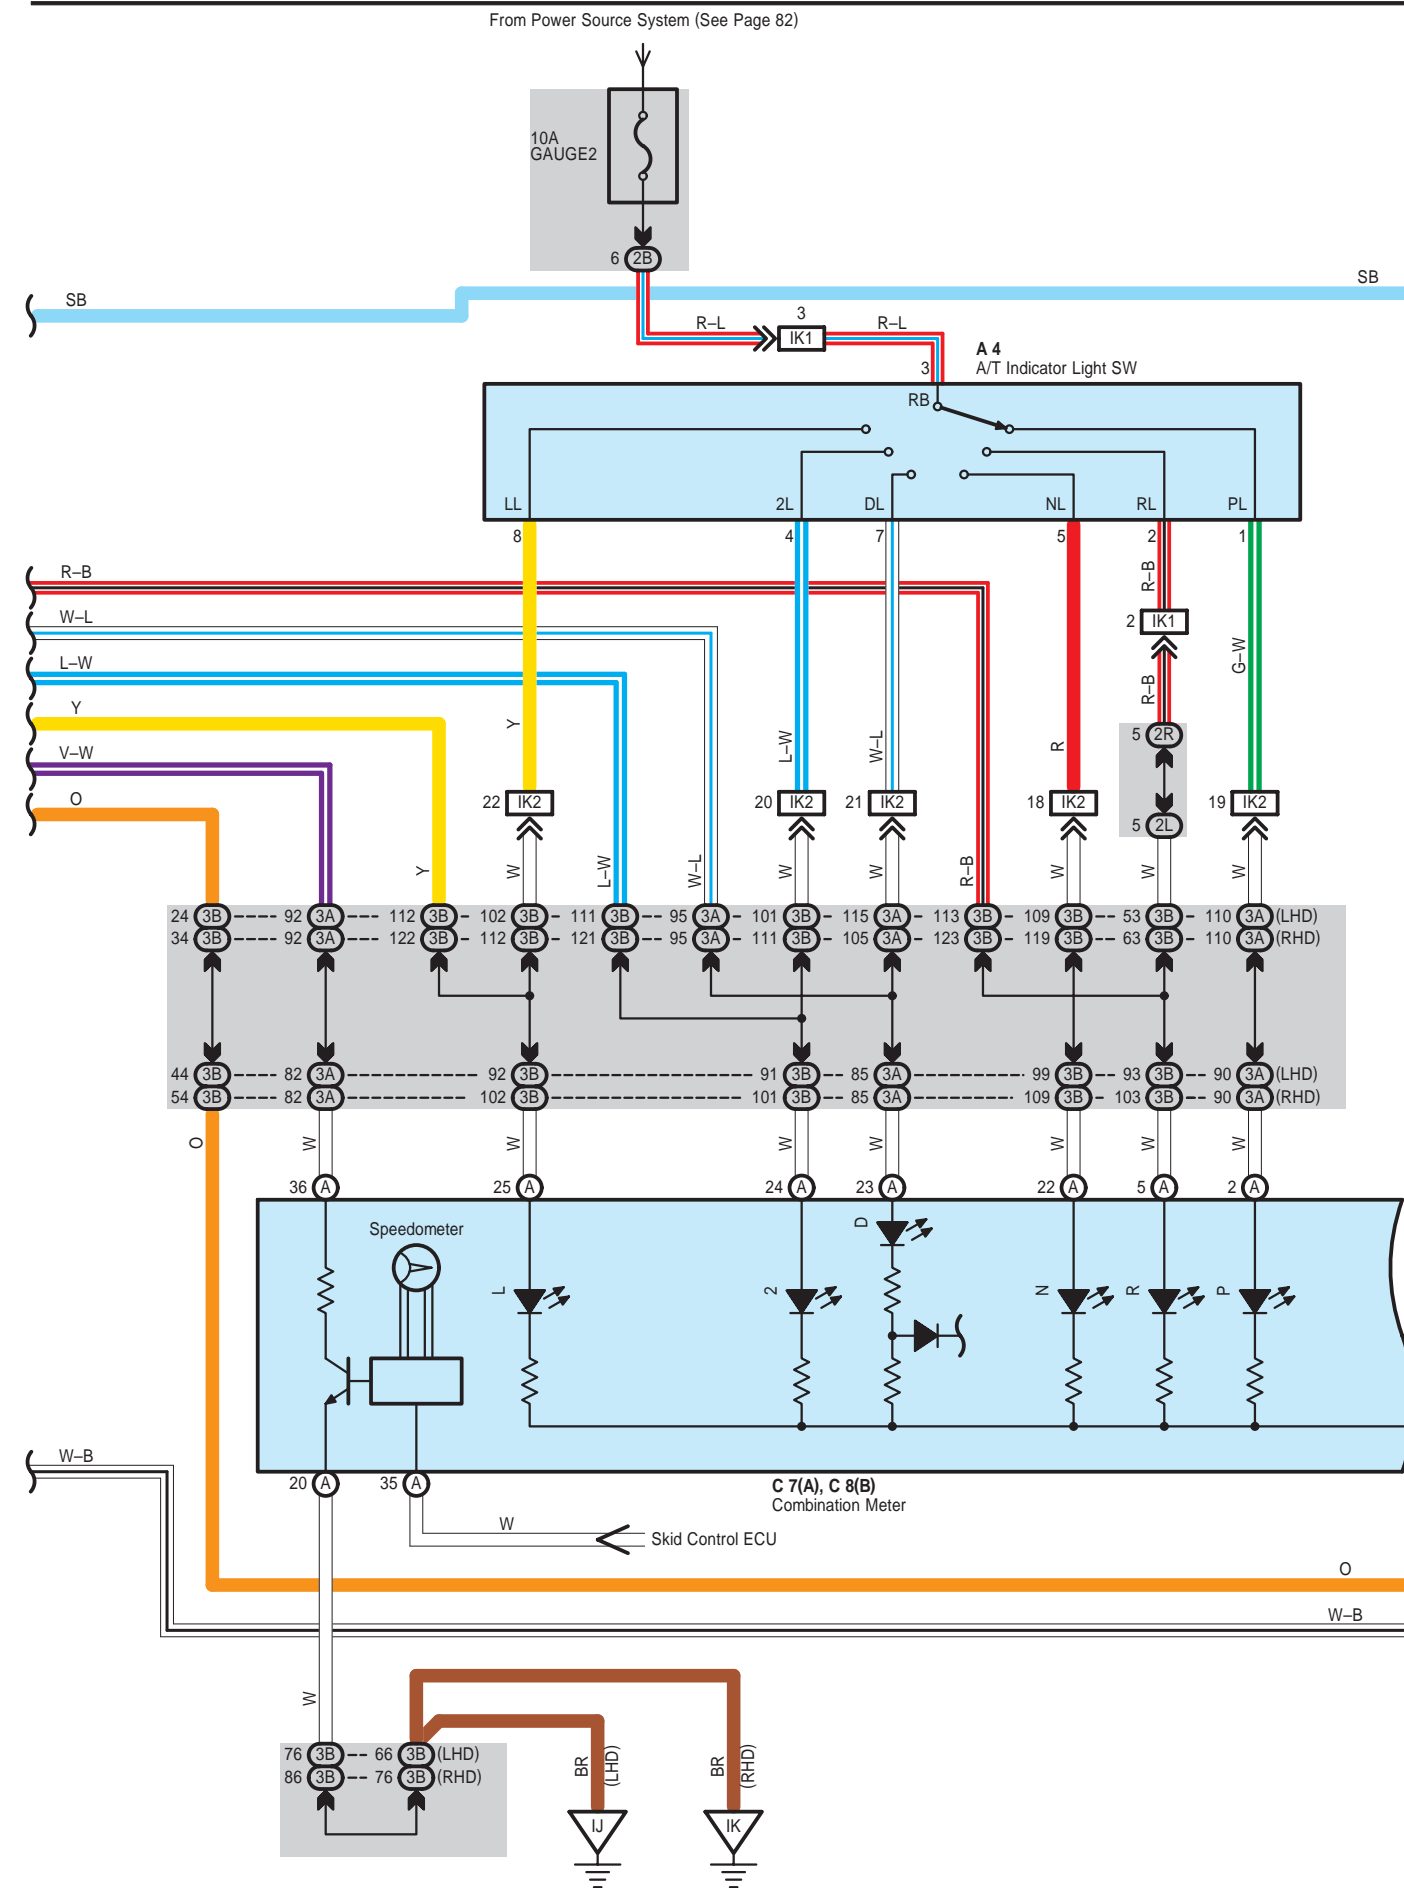 From Power Source System (See Page 82)
10A
GAUGE2
6 2B
SB
SB
R–L
3
IK1
R–L
A 4
A/T Indicator Light SW
3
RB
LL
2L
DL
NL
RL
PL
8
4
7
5
2
1
R–B
W–L
L–W
Y
V–W
O
R–B
2 IK1
R–B
G–W
Y
L–W
W–L
R
5 2R
5 2L
22 IK2
20 IK2
21 IK2
18 IK2
19 IK2
Y
W
L–W
W–L
W
W
R–B
W
W
W
24 3B 92 3A 112 3B 102 3B 111 3B 95 3A 101 3B 115 3A 113 3B 109 3B 53 3B 110 3A (LHD)
34 3B 92 3A 122 3B 112 3B 121 3B 95 3A 111 3B 105 3A 123 3B 119 3B 63 3B 110 3A (RHD)
44 3B 82 3A 92 3B 91 3B 85 3A 99 3B 93 3B 90 3A (LHD)
54 3B 82 3A 102 3B 101 3B 85 3A 109 3B 103 3B 90 3A (RHD)
O
W
W
W
W
W
W
W
36 A
25 A
24 A
23 A
22 A
5 A
2 A
Speedometer
L
2
D
N
R
P
W–B
20 A
35 A
C 7(A), C 8(B)
Combination Meter
W
Skid Control ECU
O
W–B
W
76 3B 66 3B (LHD)
86 3B 76 3B (RHD)
BR
(LHD)
BR
(RHD)
IJ
IK